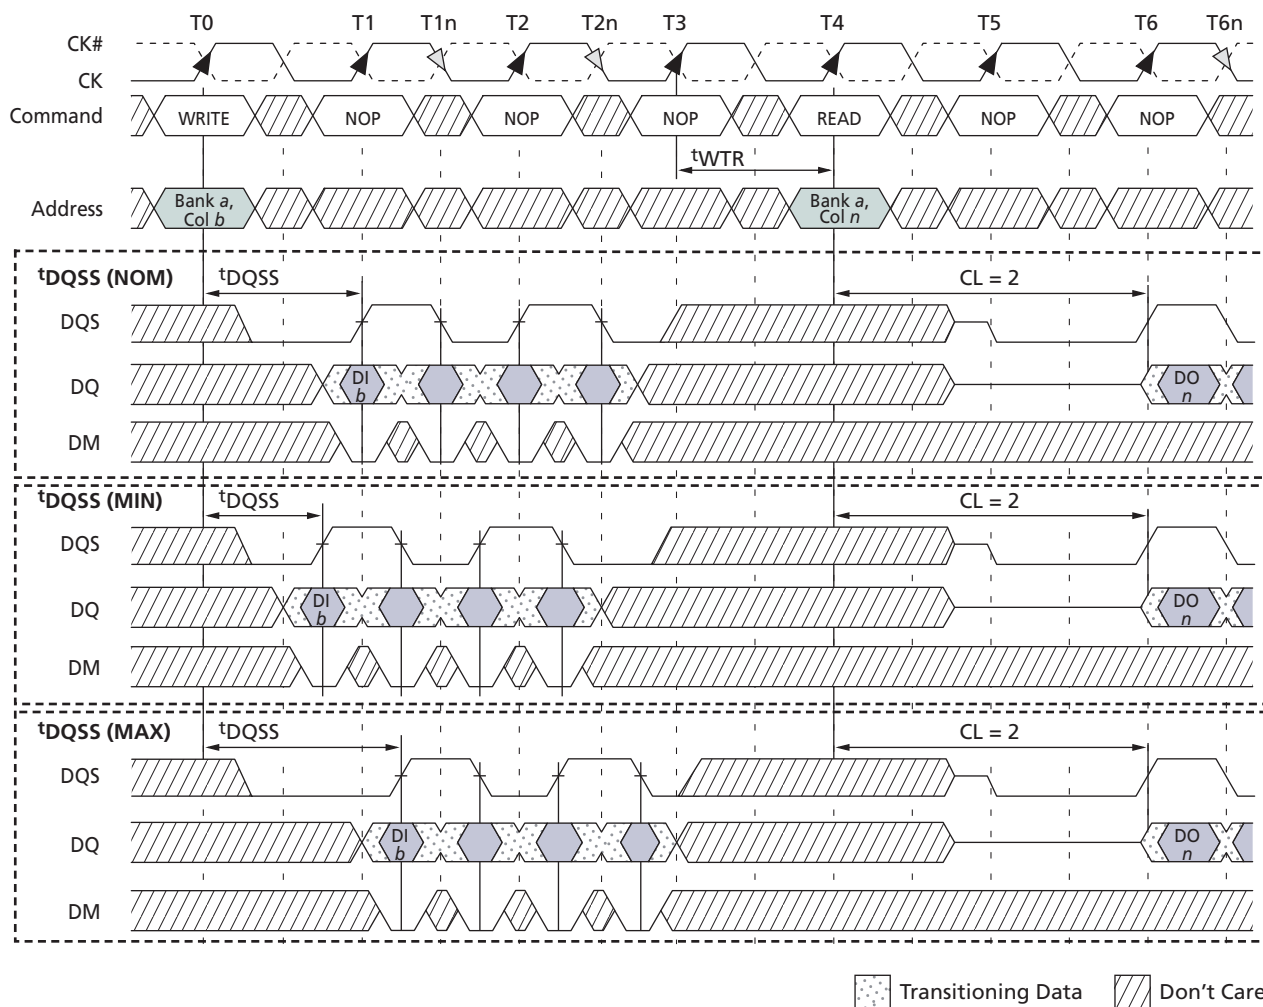 T0 T1 T1n T2 T2n T3 T4 T5 T6 T6n
CK#
CK
Command WRITE NOP NOP NOP READ NOP NOP
tWTR
Address Bank a, Col b Bank a, Col n
tDQSS (NOM) tDQSS CL = 2
DQS
DQ DI b DO n
DM
tDQSS (MIN) tDQSS CL = 2
DQS
DQ DI b DO n
DM
tDQSS (MAX) tDQSS CL = 2
DQS
DQ DI b DO n
DM
Transitioning Data Don't Care